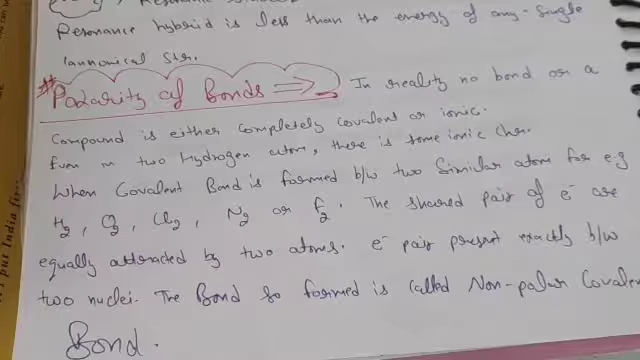 Resonance hybrid is less than the energy of any single
Cannonical Str.
# Polarity of Bonds ⇒ In reality no bond or a
Compound is either completely covalent or ionic.
Even in two Hydrogen atom, there is some ionic Chr.
When Covalent Bond is formed b/w two Similar atom for e.g
H2, O2, Cl2, N2 or F2. The shared pair of e- are
equally attracted by two atoms. e- pair present exactly b/w
two nuclei. The Bond so formed is called Non-polar Covalen
Bond.